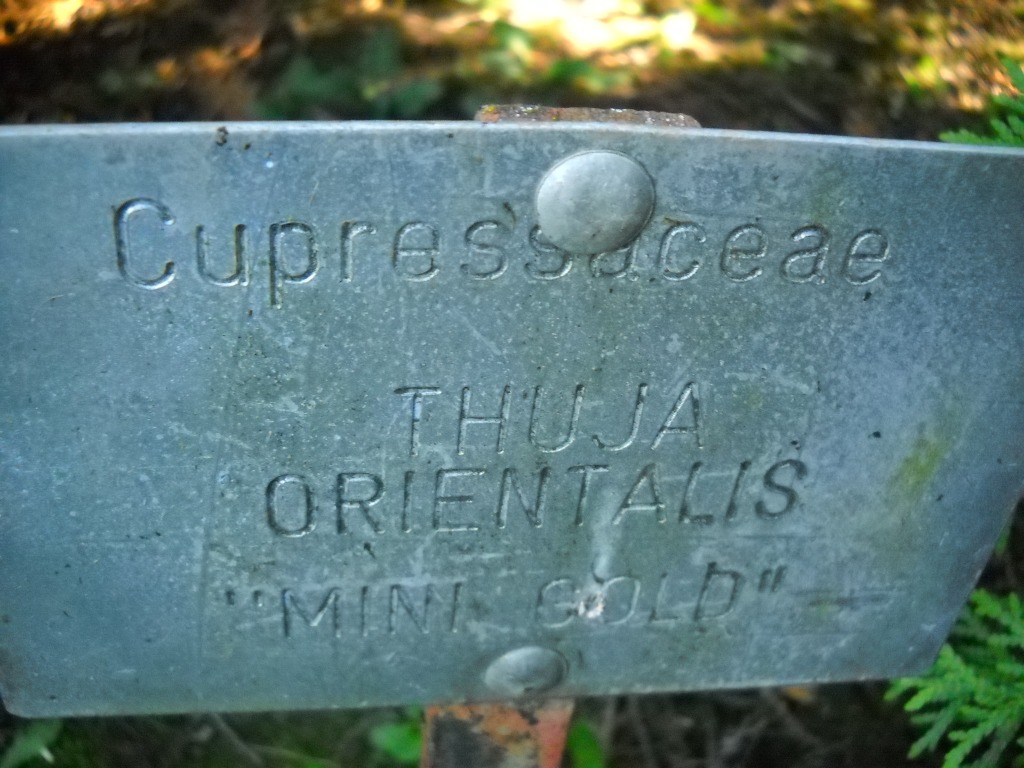 Cupressaceae
THUJA
ORIENTALIS
"MINI GOLD"